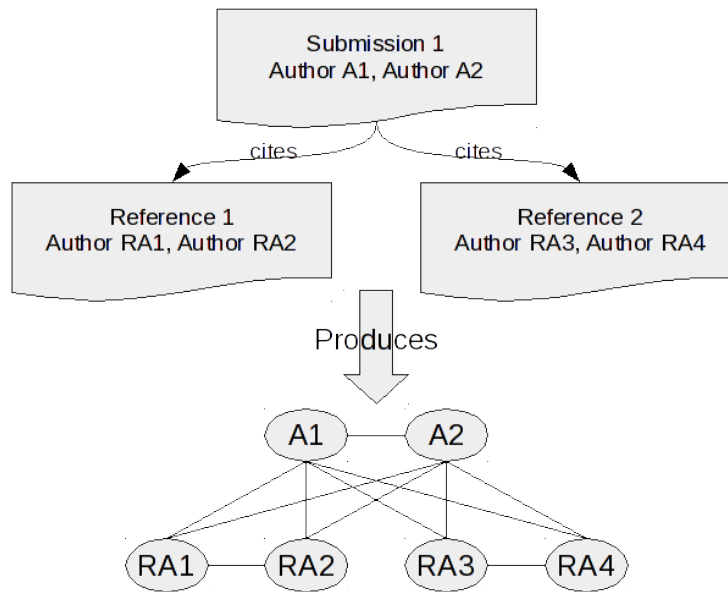 Submission 1
Author A1, Author A2
cites
cites
Reference 1
Author RA1, Author RA2
Reference 2
Author RA3, Author RA4
Produces
A1
A2
RA1
RA2
RA3
RA4